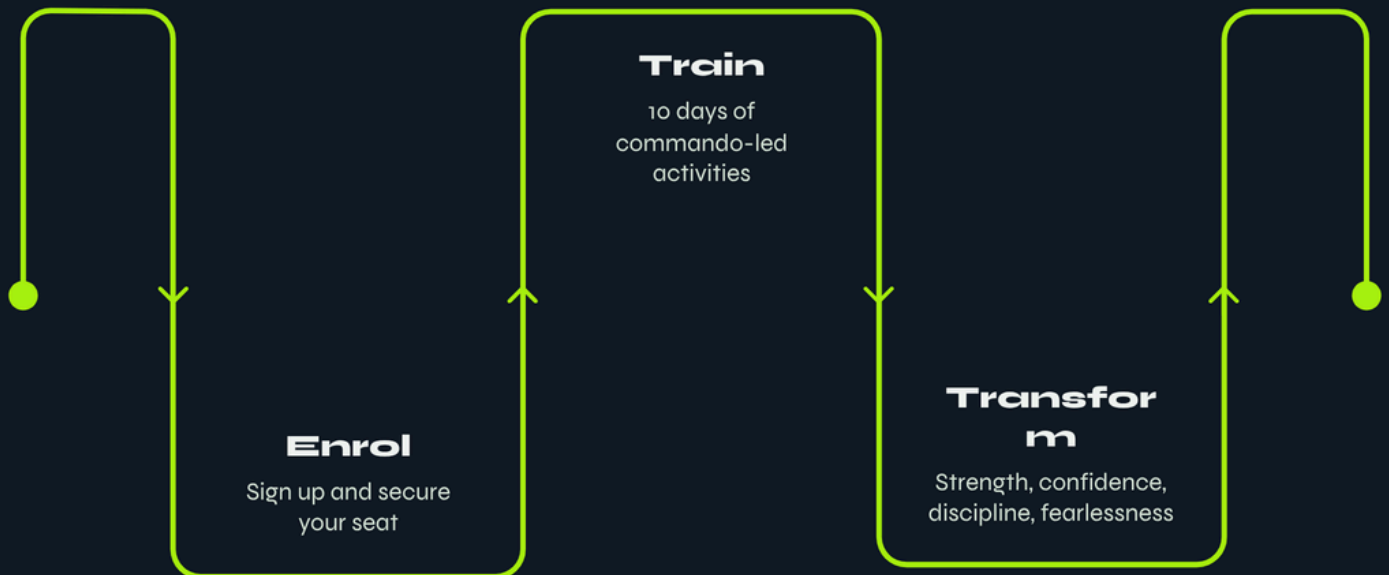 Enrol
Sign up and secure
your seat
Train
10 days of
commando-led
activities
Transfor
m
Strength, confidence,
discipline, fearlessness